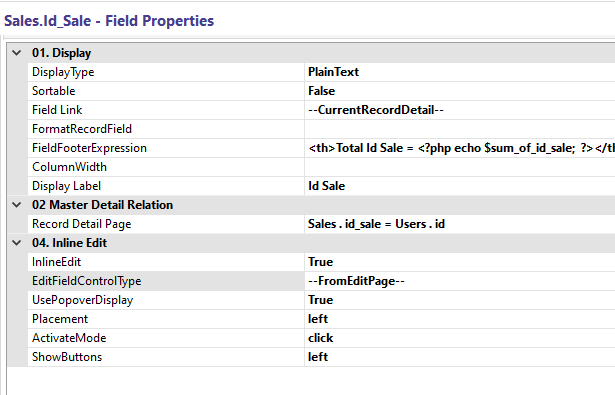 Sales.Id_Sale - Field Properties
01. Display
DisplayType PlainText
Sortable False
Field Link --CurrentRecordDetail--
FormatRecordField
FieldFooterExpression <th>Total Id Sale = <?php echo $sum_of_id_sale; ?></th
ColumnWidth
Display Label Id Sale
02 Master Detail Relation
Record Detail Page Sales . id_sale = Users . id
04. Inline Edit
InlineEdit True
EditFieldControlType --FromEditPage--
UsePopoverDisplay True
Placement left
ActivateMode click
ShowButtons left